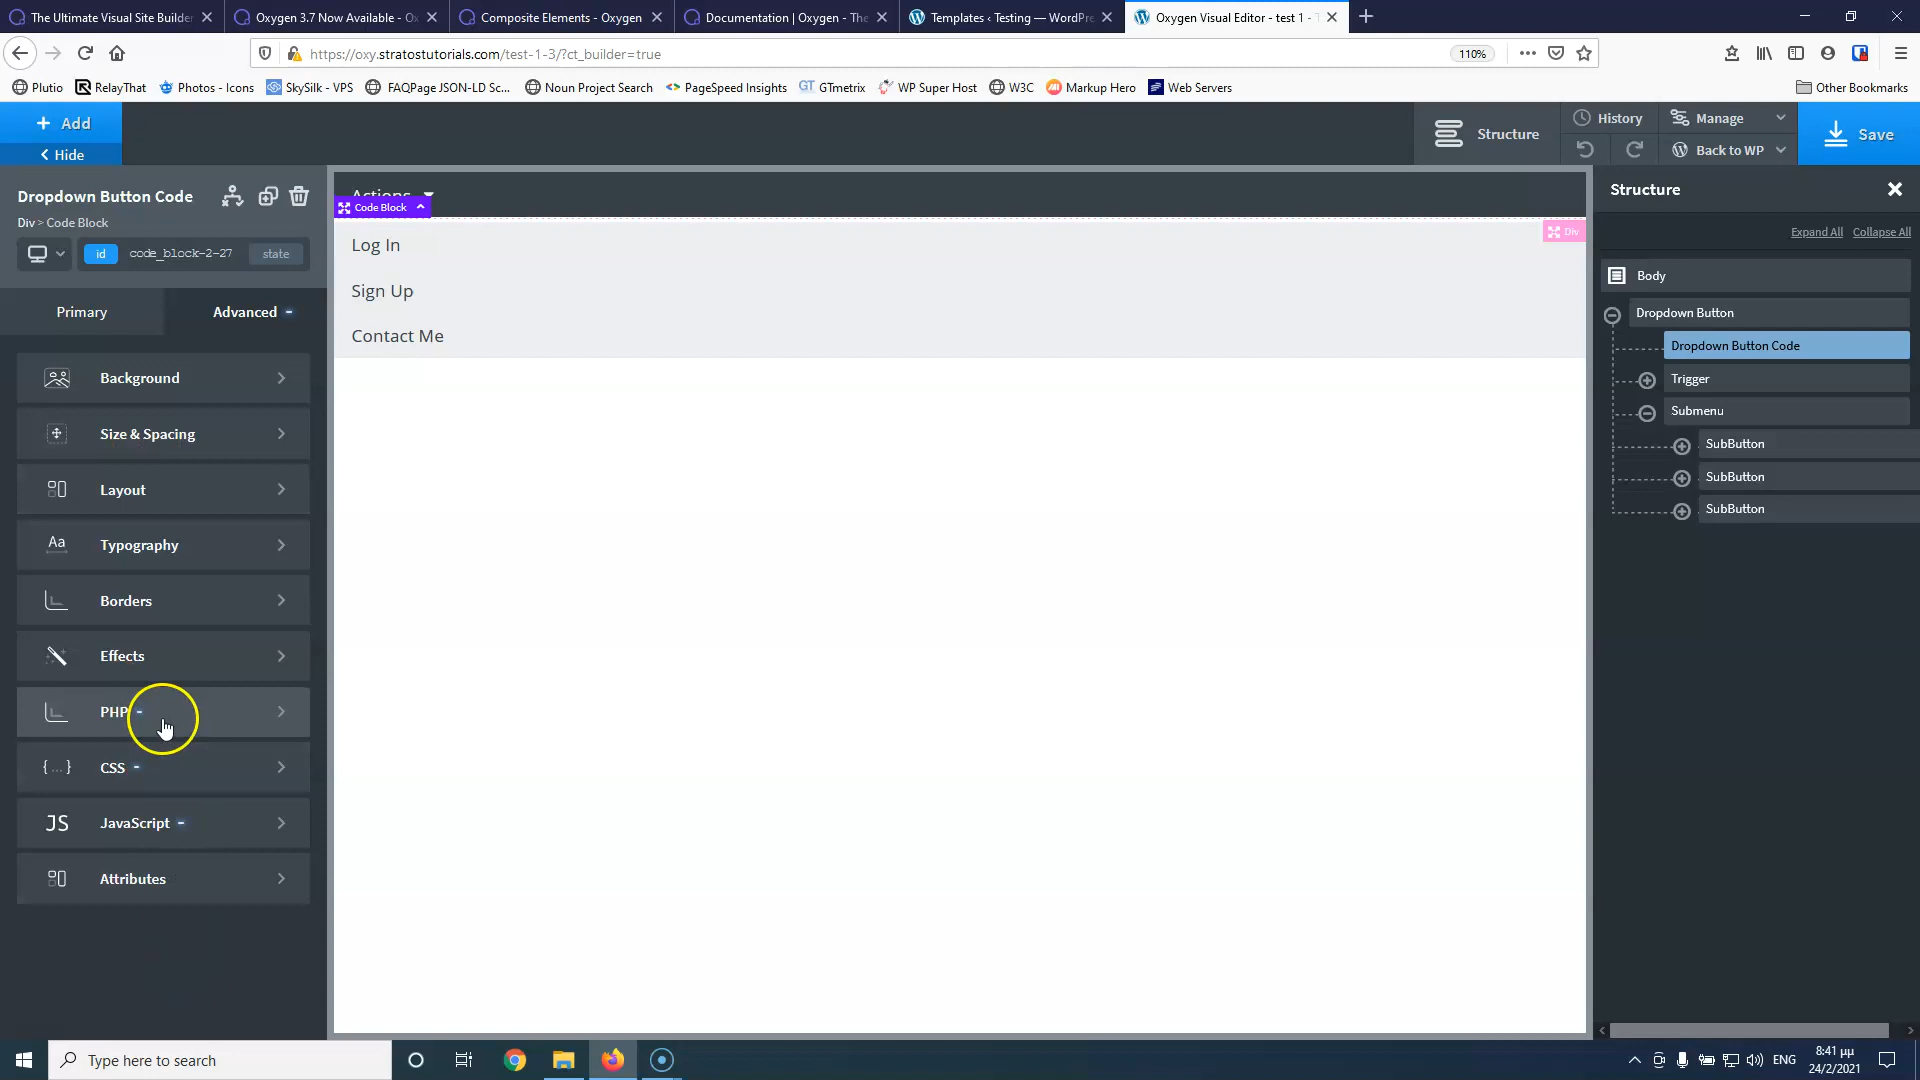 The Ultimate Visual Site Builder
Oxygen 3.7 Now Available - Ox
Composite Elements - Oxygen
Documentation | Oxygen - The
Templates ‹ Testing — WordPre
Oxygen Visual Editor - test 1 - T
https://oxy.stratostutorials.com/test-1-3/?ct_builder=true
110%
Plutio
RelayThat
Photos - Icons
SkySilk - VPS
FAQPage JSON-LD Sc...
Noun Project Search
PageSpeed Insights
GT GTmetrix
WP Super Host
W3C
Markup Hero
Web Servers
Other Bookmarks
+ Add
Hide
Structure
History
Manage
Back to WP
Save
Dropdown Button Code
Div > Code Block
id
code_block-2-27
state
Primary
Advanced
Background
Size & Spacing
Layout
Aa Typography
Borders
Effects
PHP
{ ... } CSS
JS JavaScript
Attributes
Actions
Code Block
Div
Log In
Sign Up
Contact Me
Structure
Expand All
Collapse All
Body
Dropdown Button
Dropdown Button Code
Trigger
Submenu
SubButton
SubButton
SubButton
Type here to search
ENG
8:41 μμ
24/2/2021